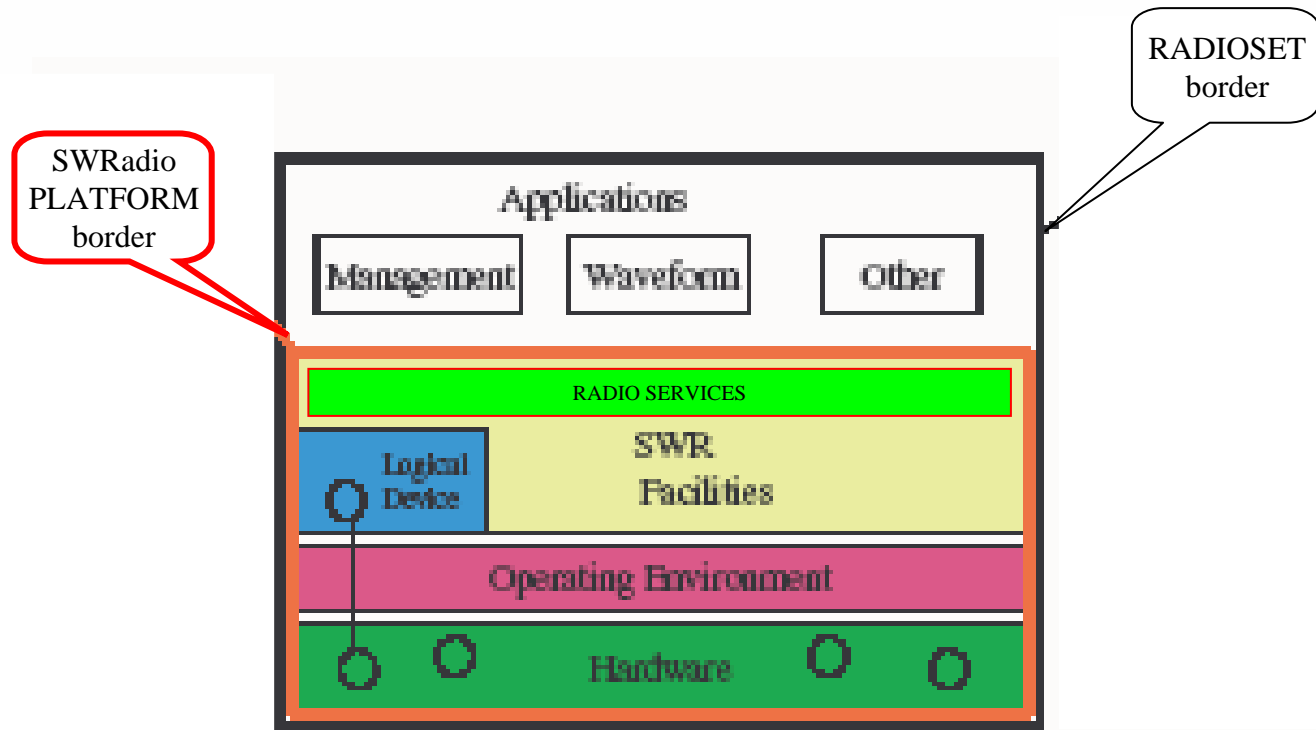 RADIOSET
border
SWRadio
PLATFORM
border
Applications
Management
Waveform
Other
RADIO SERVICES
SWR
Facilities
Logical
Device
Operating Environment
Hardware